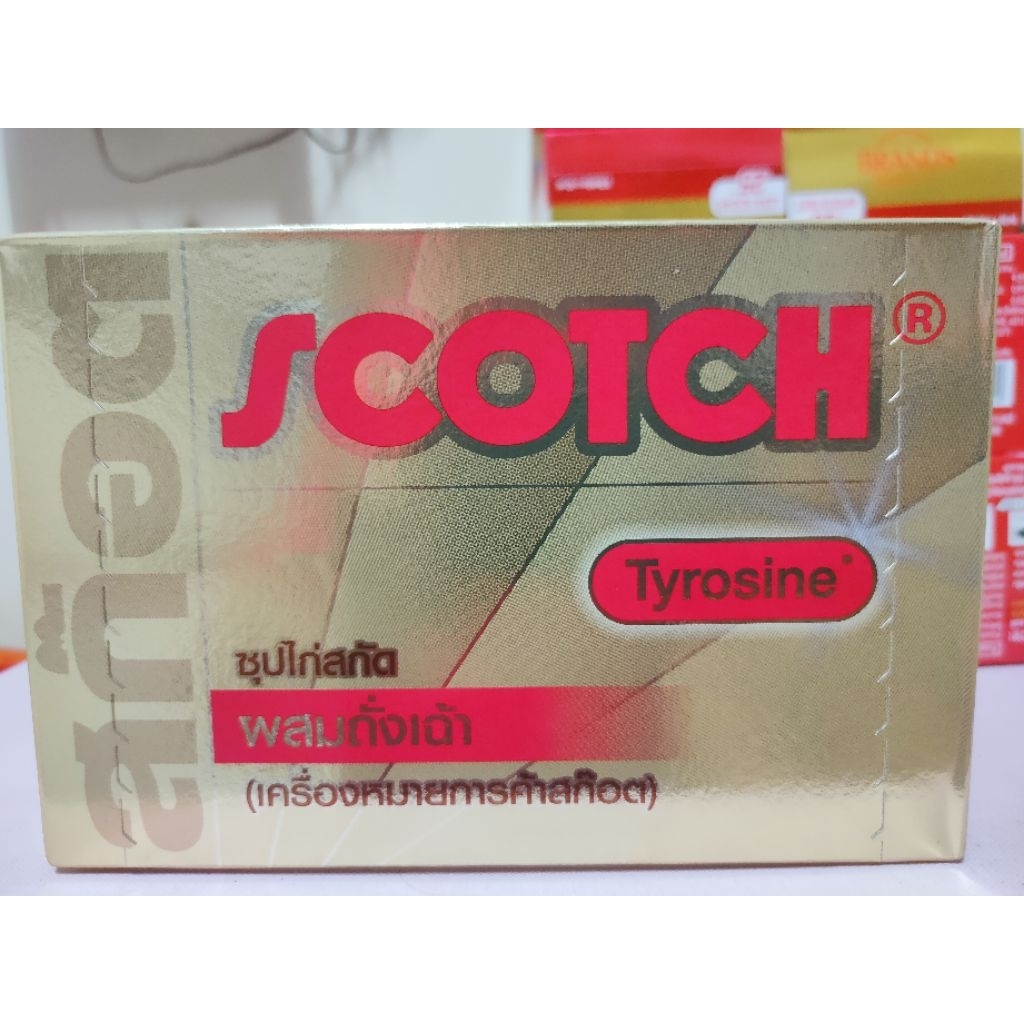 สก๊อต
SCOTCH®
Tyrosine*
ซุปไก่สกัด
ผสมถั่งเฉ้า
(เครื่องหมายการค้าสก๊อต)
BRAND'S